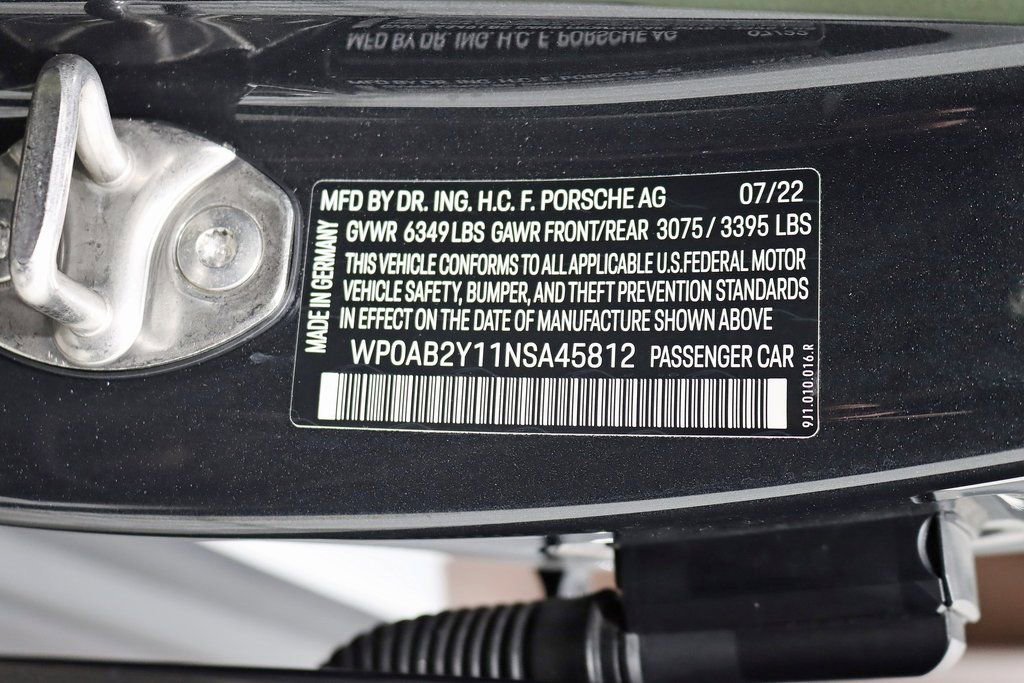 MFD BY DR. ING. H.C. F. PORSCHE AG 07/22
GVWR 6349 LBS GAWR FRONT/REAR 3075 / 3395 LBS
THIS VEHICLE CONFORMS TO ALL APPLICABLE U.S.FEDERAL MOTOR
VEHICLE SAFETY, BUMPER, AND THEFT PREVENTION STANDARDS
IN EFFECT ON THE DATE OF MANUFACTURE SHOWN ABOVE
WP0AB2Y11NSA45812 PASSENGER CAR
MADE IN GERMANY
9J1.010.016.R